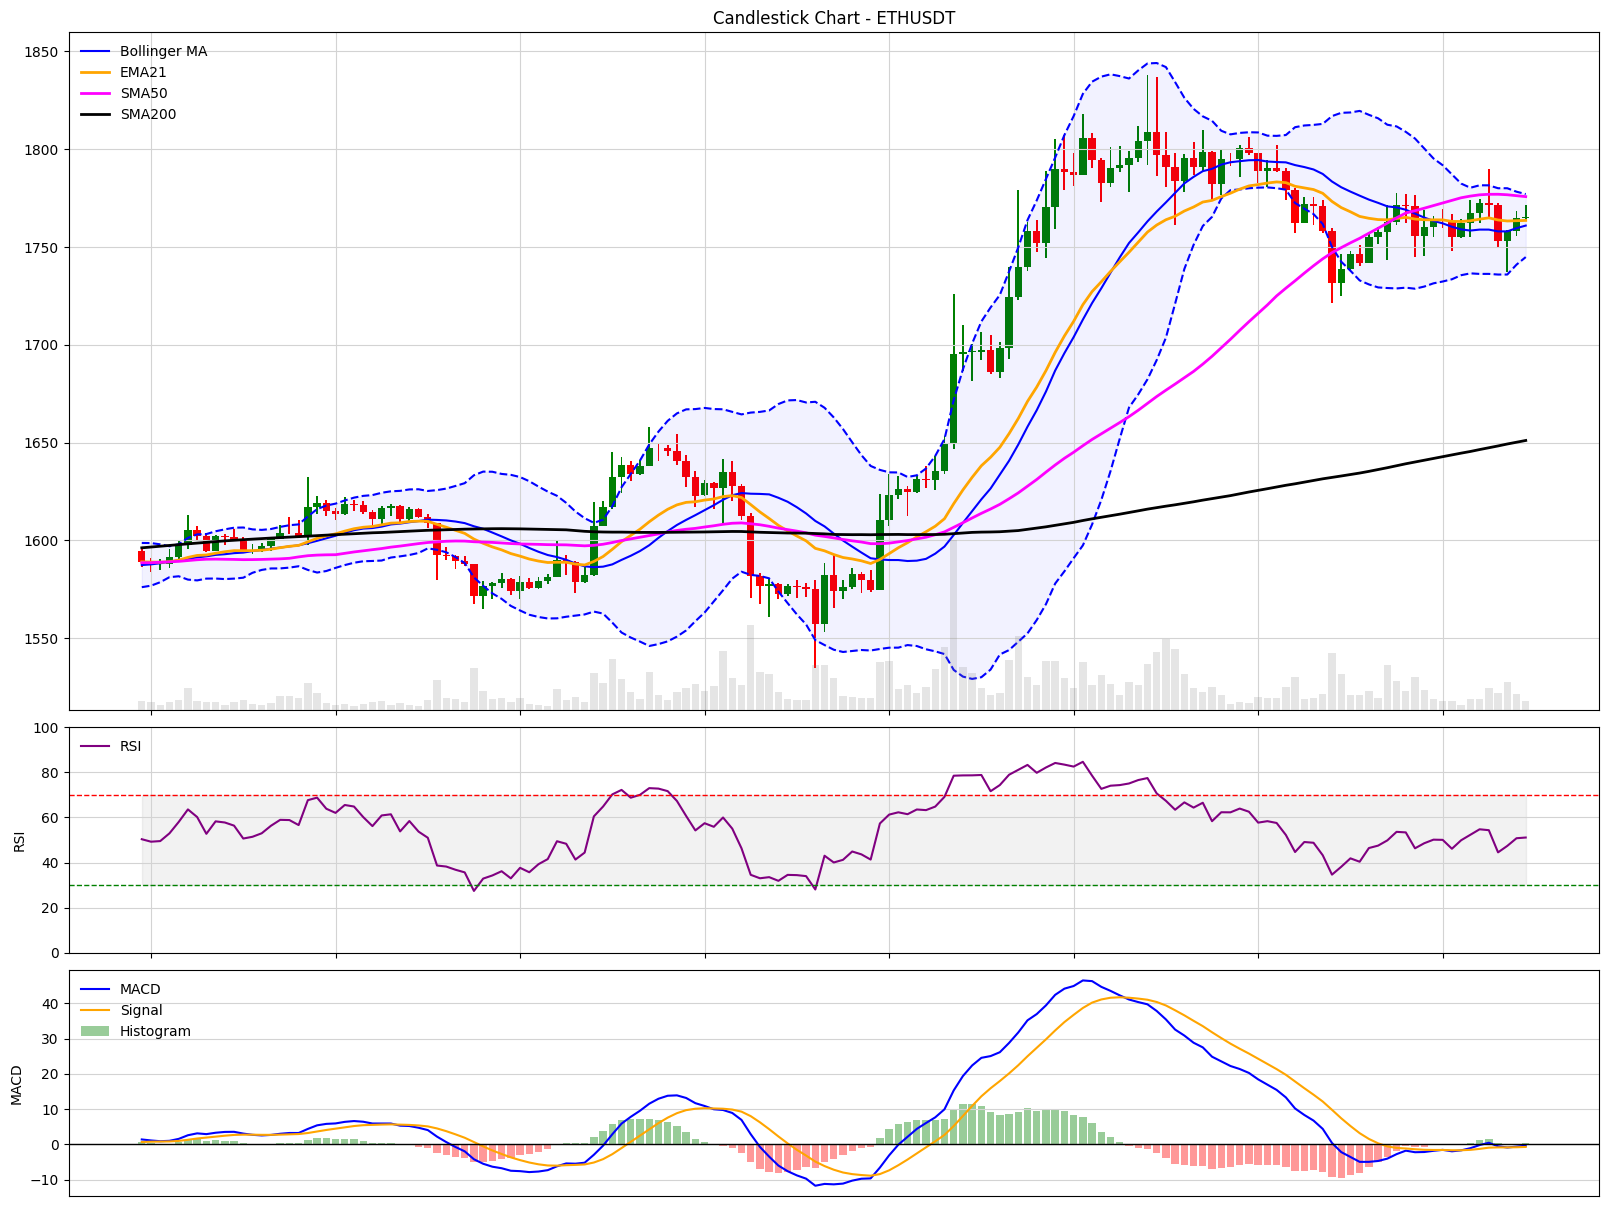 Candlestick Chart - ETHUSDT
Bollinger MA
EMA21
SMA50
SMA200
1850
1800
1750
1700
1650
1600
1550
RSI
100
80
60
40
20
0
RSI
MACD
Signal
Histogram
40
30
20
10
0
−10
MACD